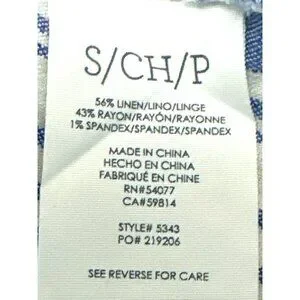 S/CH/P
56% LINEN/LINO/LINGE
43% RAYON/RAYÓN/RAYONNE
1% SPANDEX/SPANDEX/SPANDEX
MADE IN CHINA
HECHO EN CHINA
FABRIQUÉ EN CHINE
RN#54077
CA#59814
STYLE# 5343
PO# 219206
SEE REVERSE FOR CARE